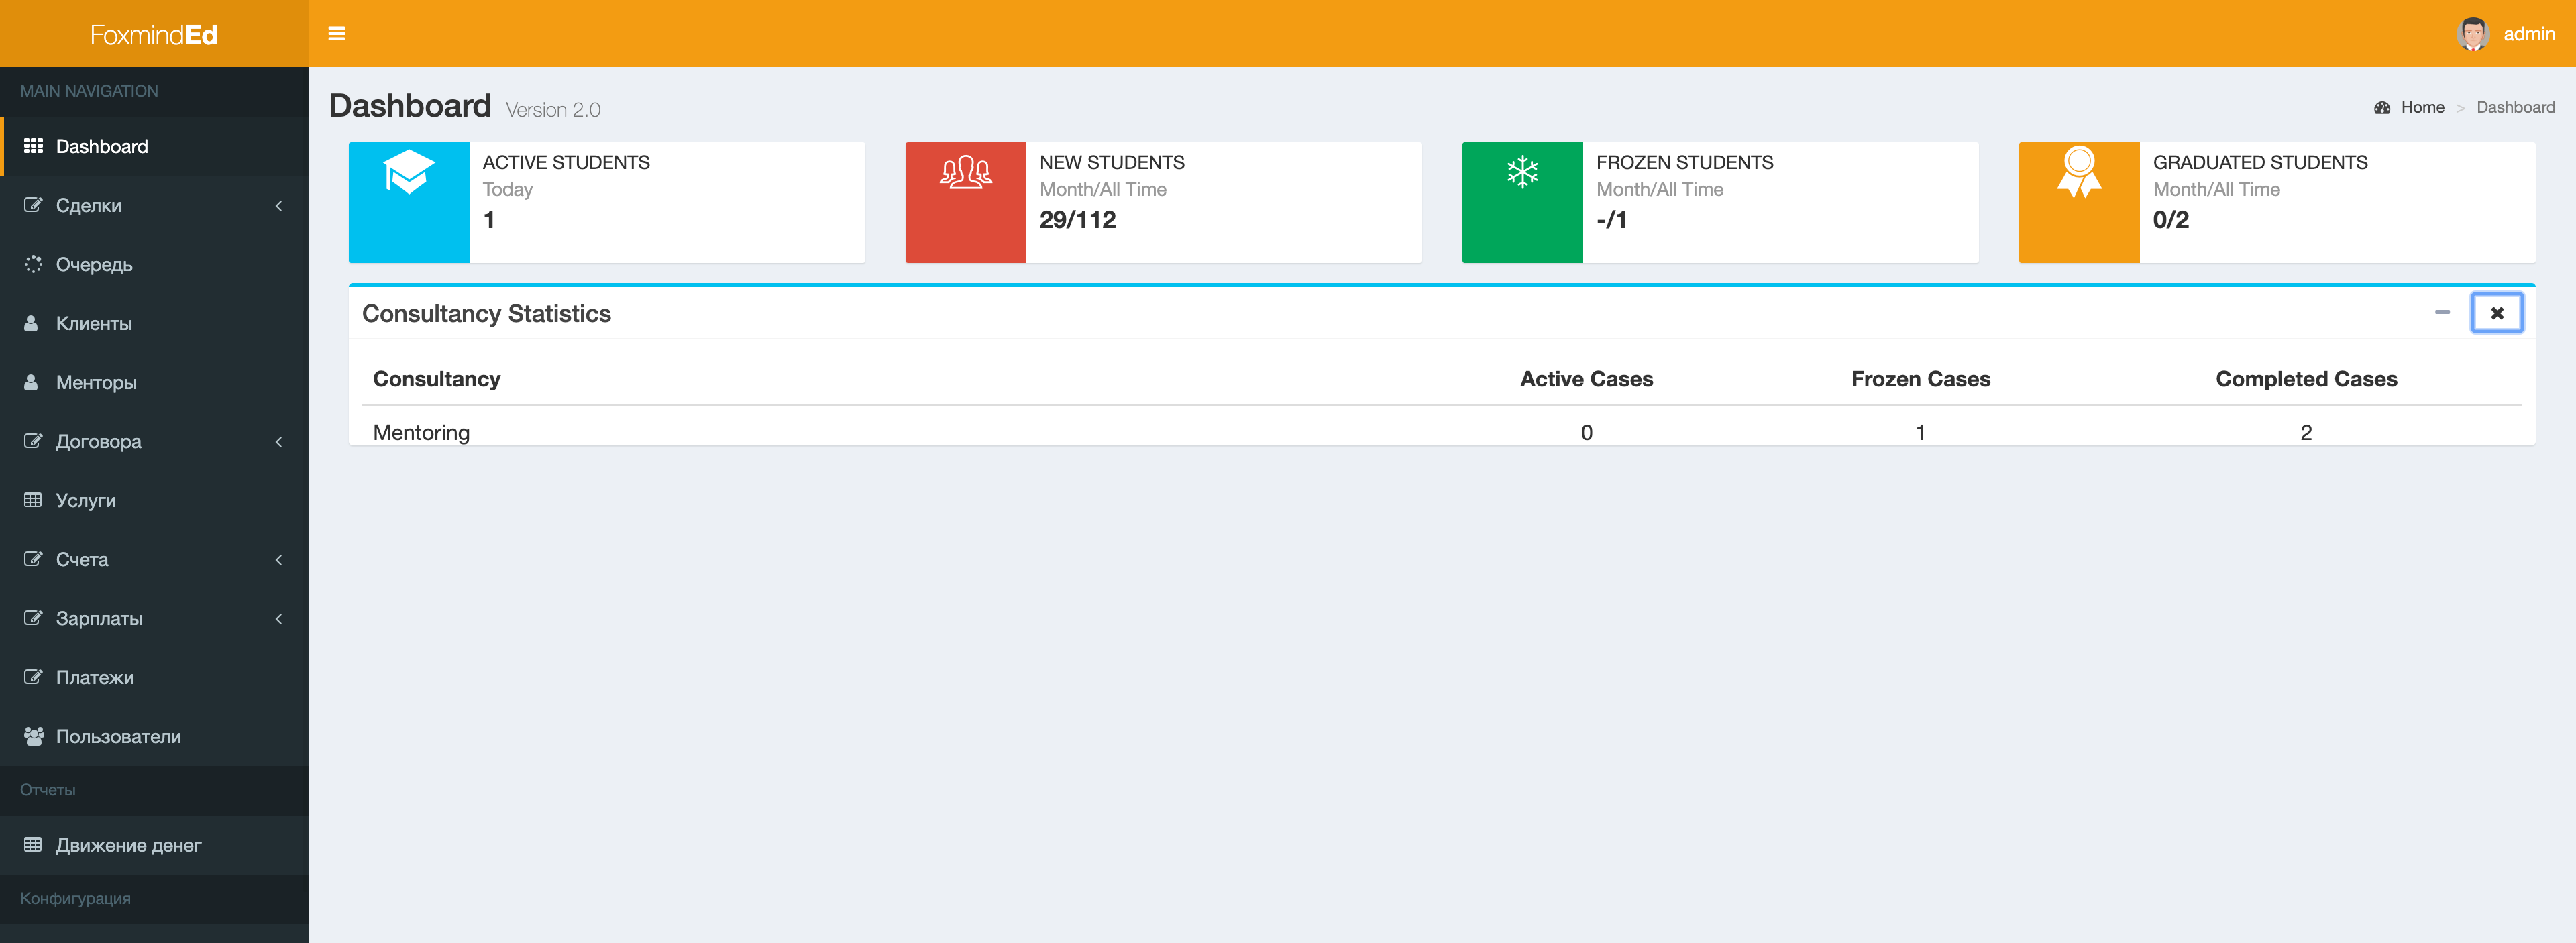 FoxmindEd
admin
MAIN NAVIGATION
Dashboard
Сделки
Очередь
Клиенты
Менторы
Договора
Услуги
Счета
Зарплаты
Платежи
Пользователи
Отчеты
Движение денег
Конфигурация
Dashboard Version 2.0
Home > Dashboard
ACTIVE STUDENTS
Today
1
NEW STUDENTS
Month/All Time
29/112
FROZEN STUDENTS
Month/All Time
-/1
GRADUATED STUDENTS
Month/All Time
0/2
Consultancy Statistics
Consultancy Active Cases Frozen Cases Completed Cases
Mentoring 0 1 2